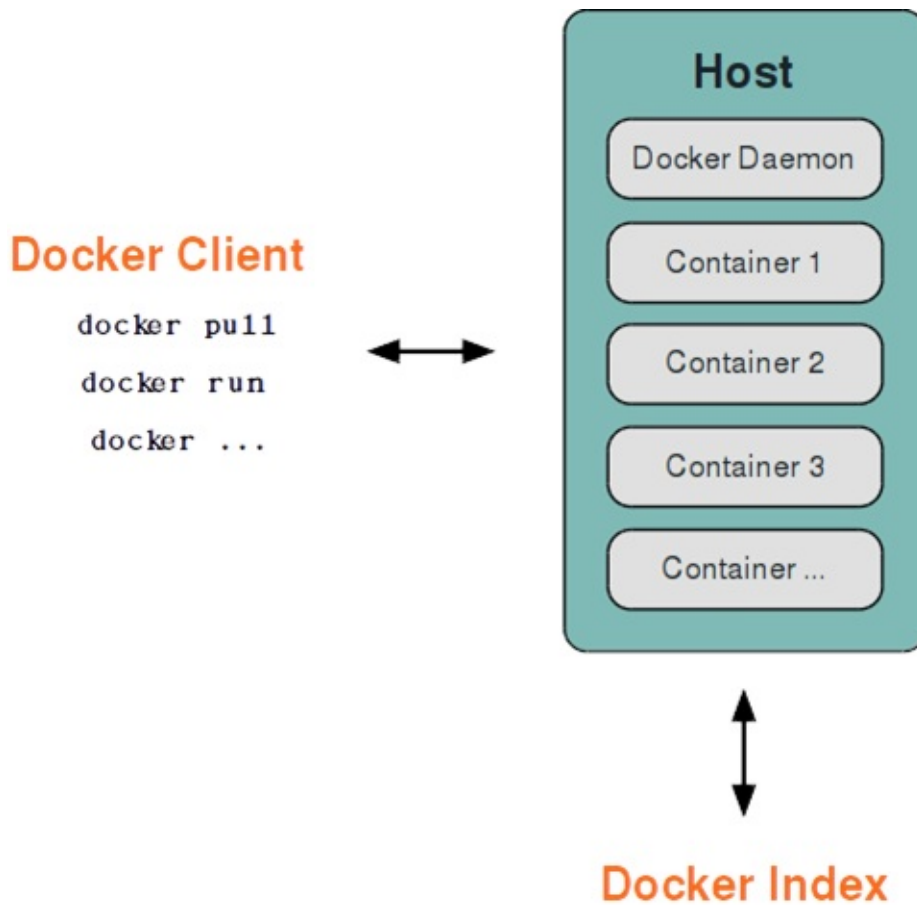 Host
Docker Daemon
Container 1
Container 2
Container 3
Container ...
Docker Client
docker pull
docker run
docker ...
Docker Index